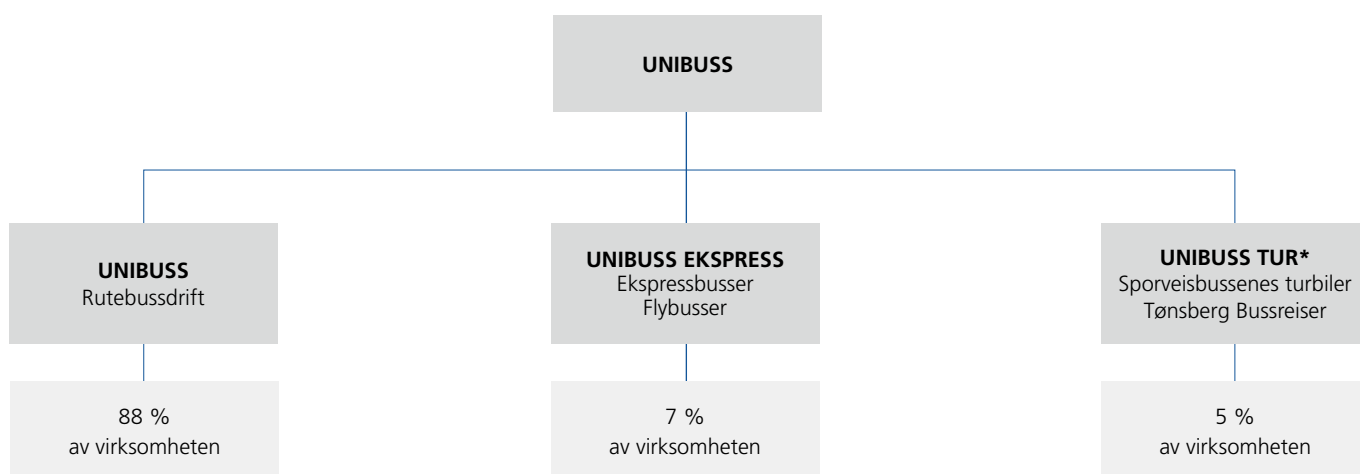 UNIBUSS
UNIBUSS
Rutebussdrift
88 %
av virksomheten
UNIBUSS EKSPRESS
Ekspressbusser
Flybusser
7 %
av virksomheten
UNIBUSS TUR*
Sporveisbussenes turbiler
Tønsberg Bussreiser
5 %
av virksomheten